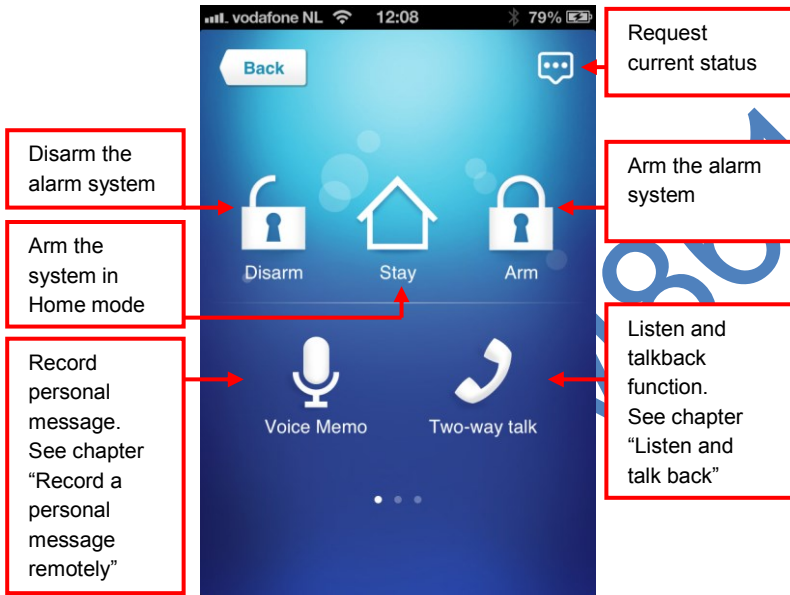 vodafone NL 12:08 79%
Back
Request
current status
Disarm the
alarm system
Arm the alarm
system
Disarm Stay Arm
Arm the
system in
Home mode
Record
personal
message.
See chapter
“Record a
personal
message
remotely”
Listen and
talkback
function.
See chapter
“Listen and
talk back”
Voice Memo Two-way talk